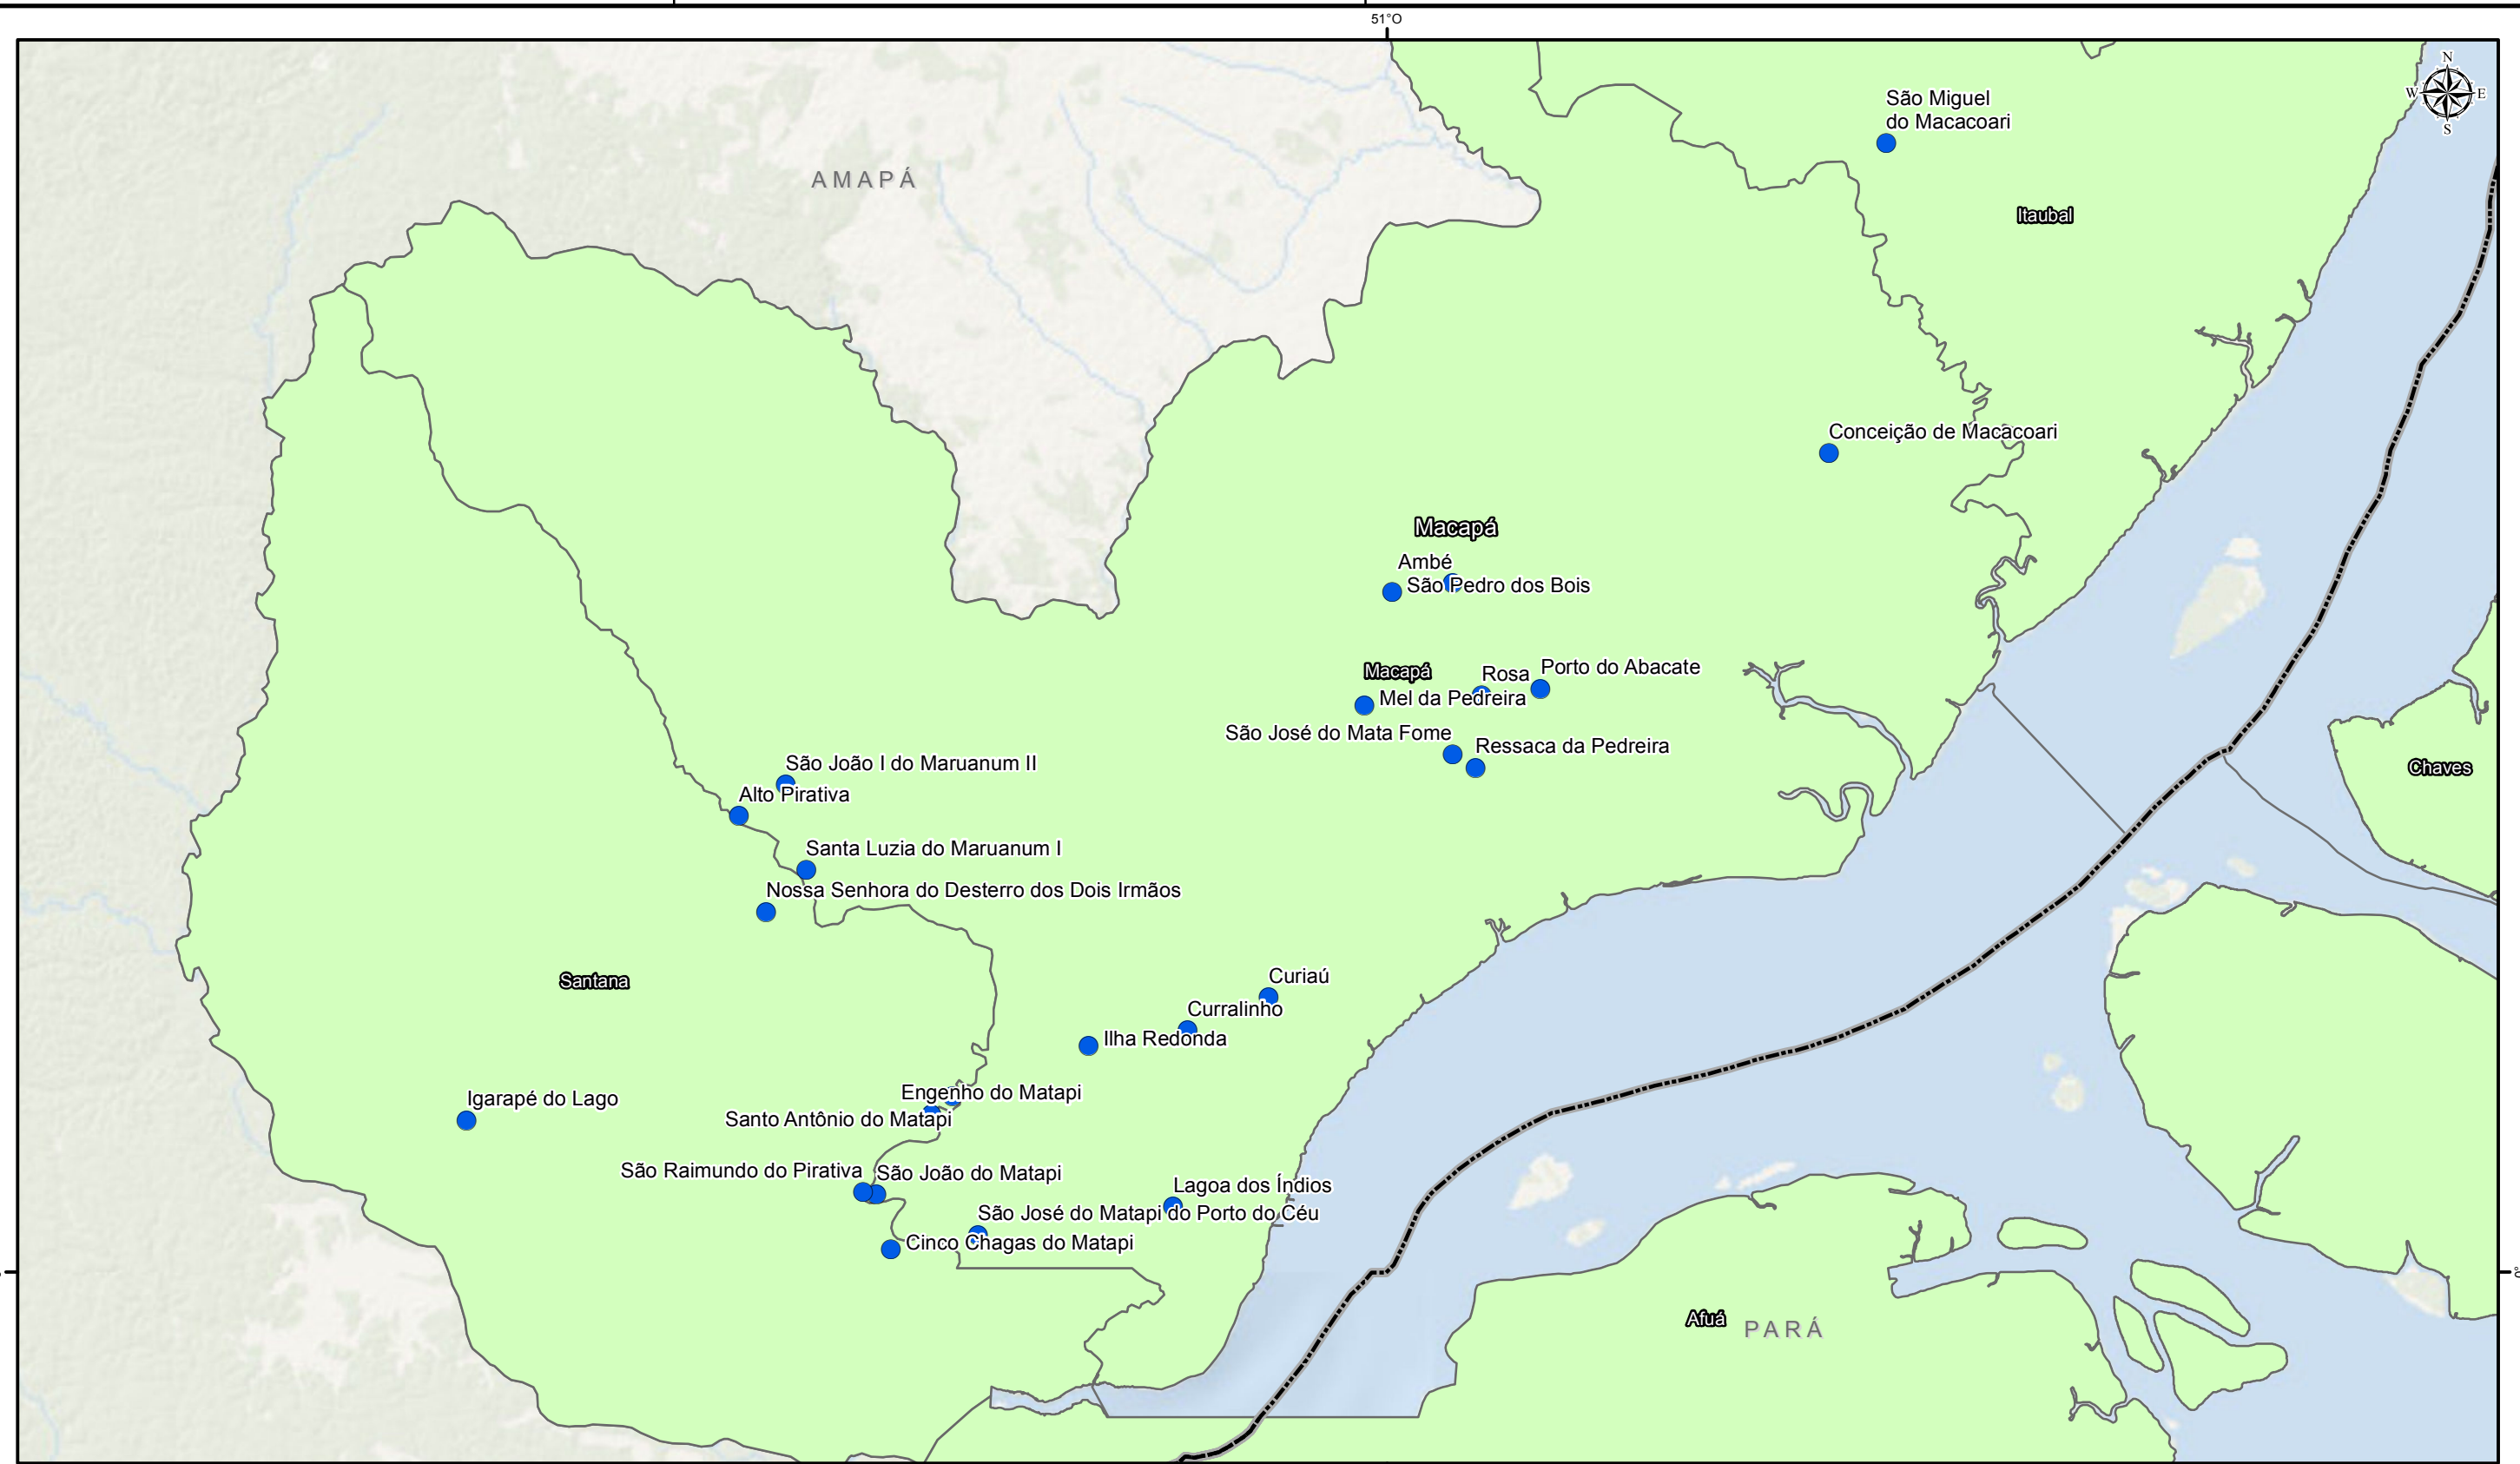 51°O
N
W
E
S
São Miguel
do Macacoari
AMAPÁ
Itaubal
Conceição de Macacoari
Macapá
Ambé
São Pedro dos Bois
Macapá
Rosa
Porto do Abacate
Mel da Pedreira
São José do Mata Fome
Ressaca da Pedreira
São João I do Maruanum II
Chaves
Alto Pirativa
Santa Luzia do Maruanum I
Nossa Senhora do Desterro dos Dois Irmãos
Santana
Curiaú
Curralinho
Ilha Redonda
Engenho do Matapi
Igarapé do Lago
Santo Antônio do Matapi
São Raimundo do Pirativa
São João do Matapi
Lagoa dos Índios
São José do Matapi do Porto do Céu
Cinco Chagas do Matapi
Afuá
PARÁ